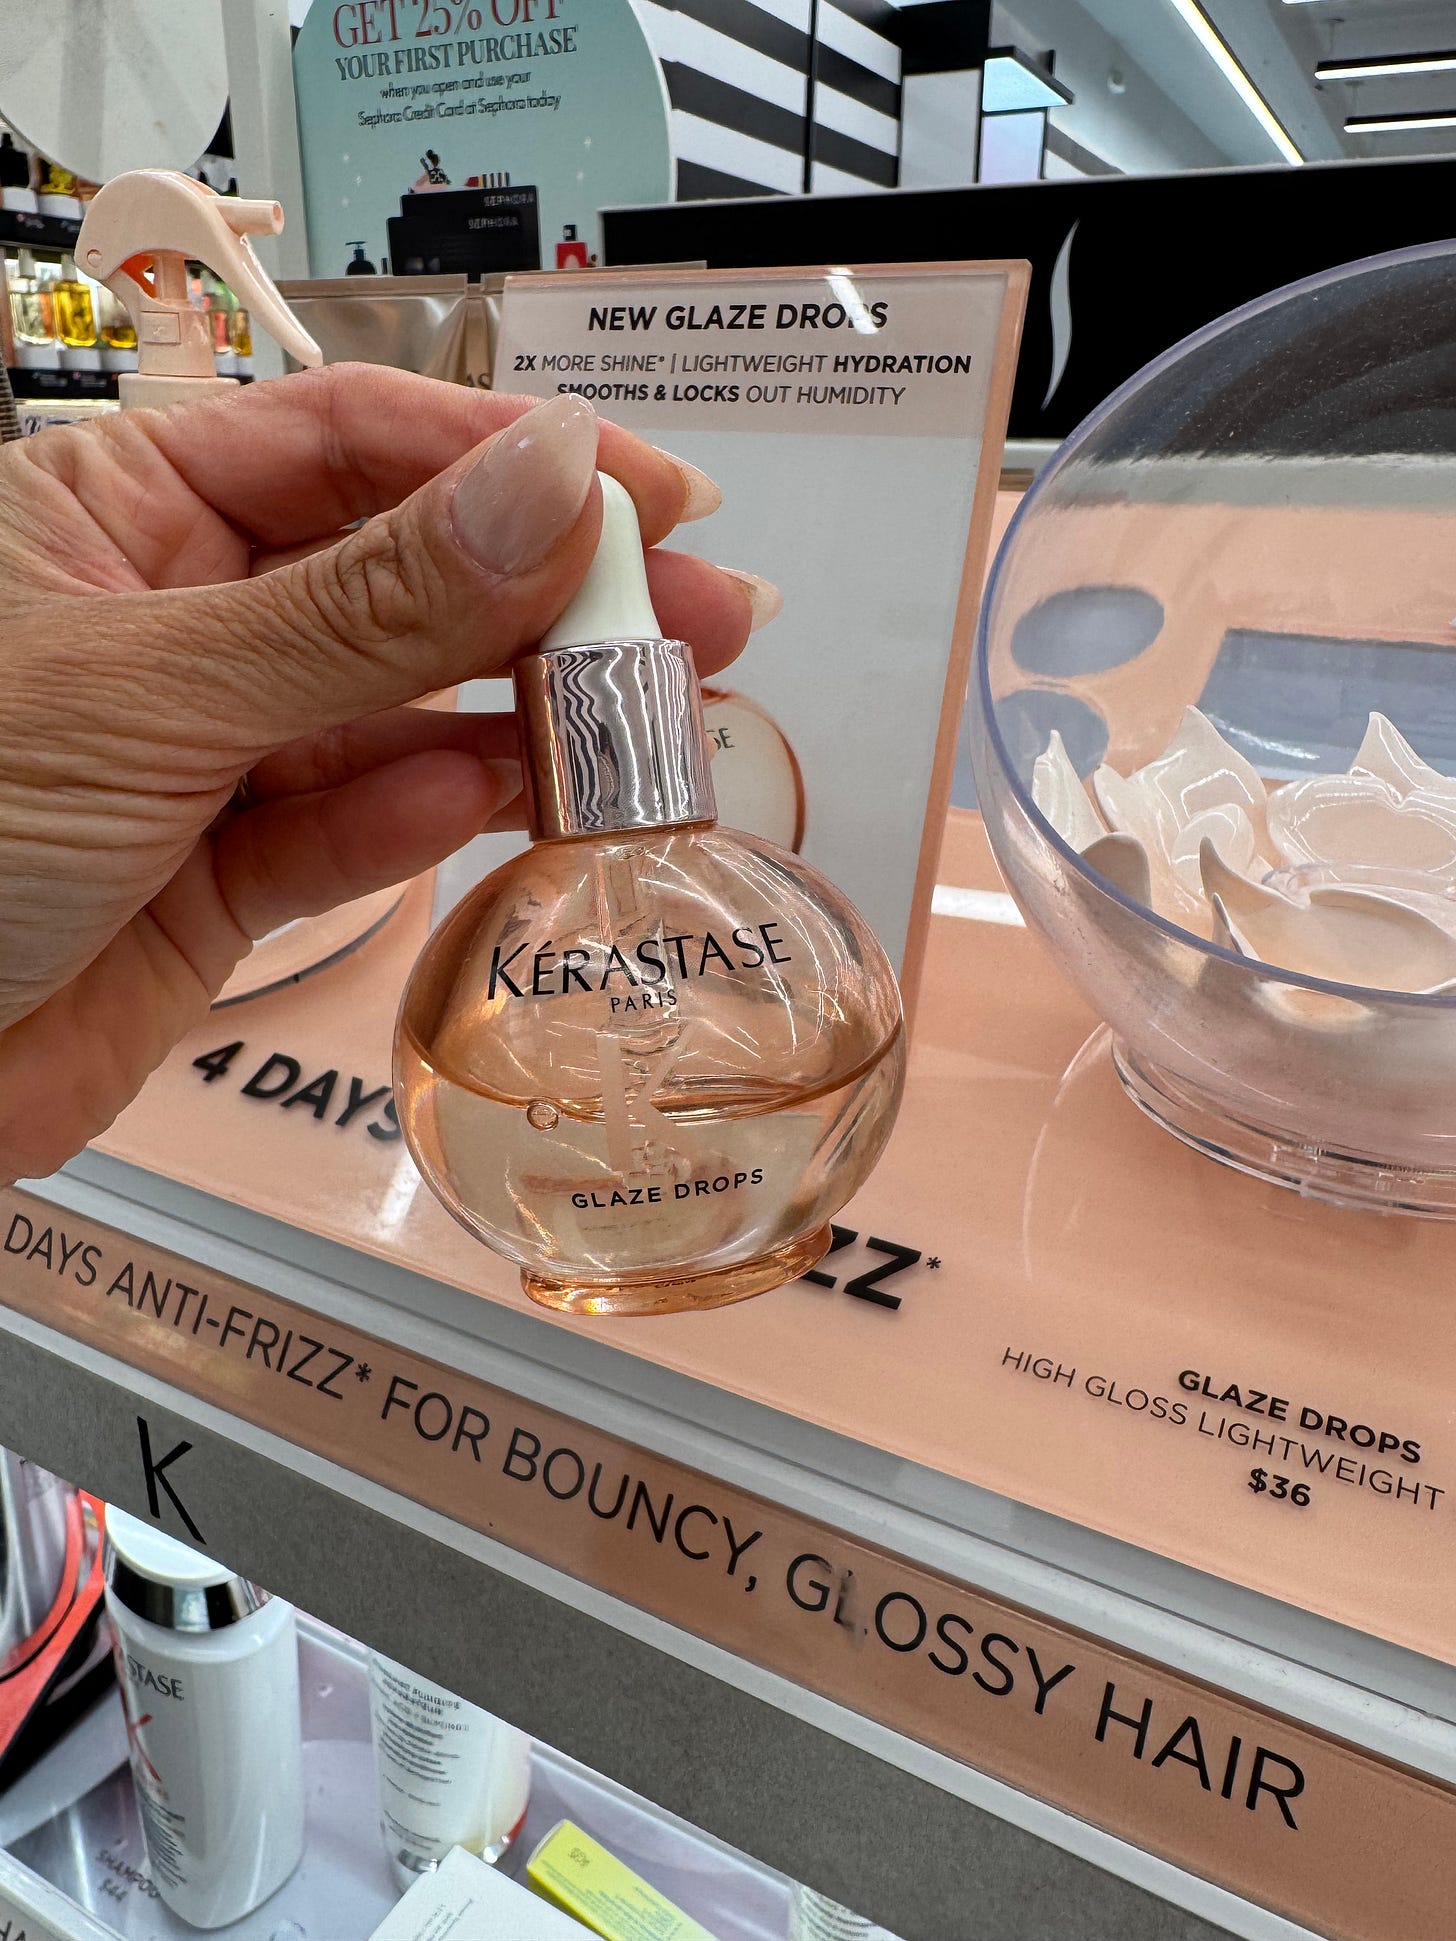 GET 25% OFF
YOUR FIRST PURCHASE
when you open and use your
Sephora Credit Card at Sephora today
SEPHORA
SEPHORA
NEW GLAZE DROPS
2X MORE SHINE* | LIGHTWEIGHT HYDRATION
SMOOTHS & LOCKS OUT HUMIDITY
KÉRASTASE
PARIS
K
GLAZE DROPS
4 DAYS
ZZ*
GLAZE DROPS
HIGH GLOSS LIGHTWEIGHT
$36
DAYS ANTI-FRIZZ* FOR BOUNCY, GLOSSY HAIR
K
STASE
K
SHAMPOO
$44